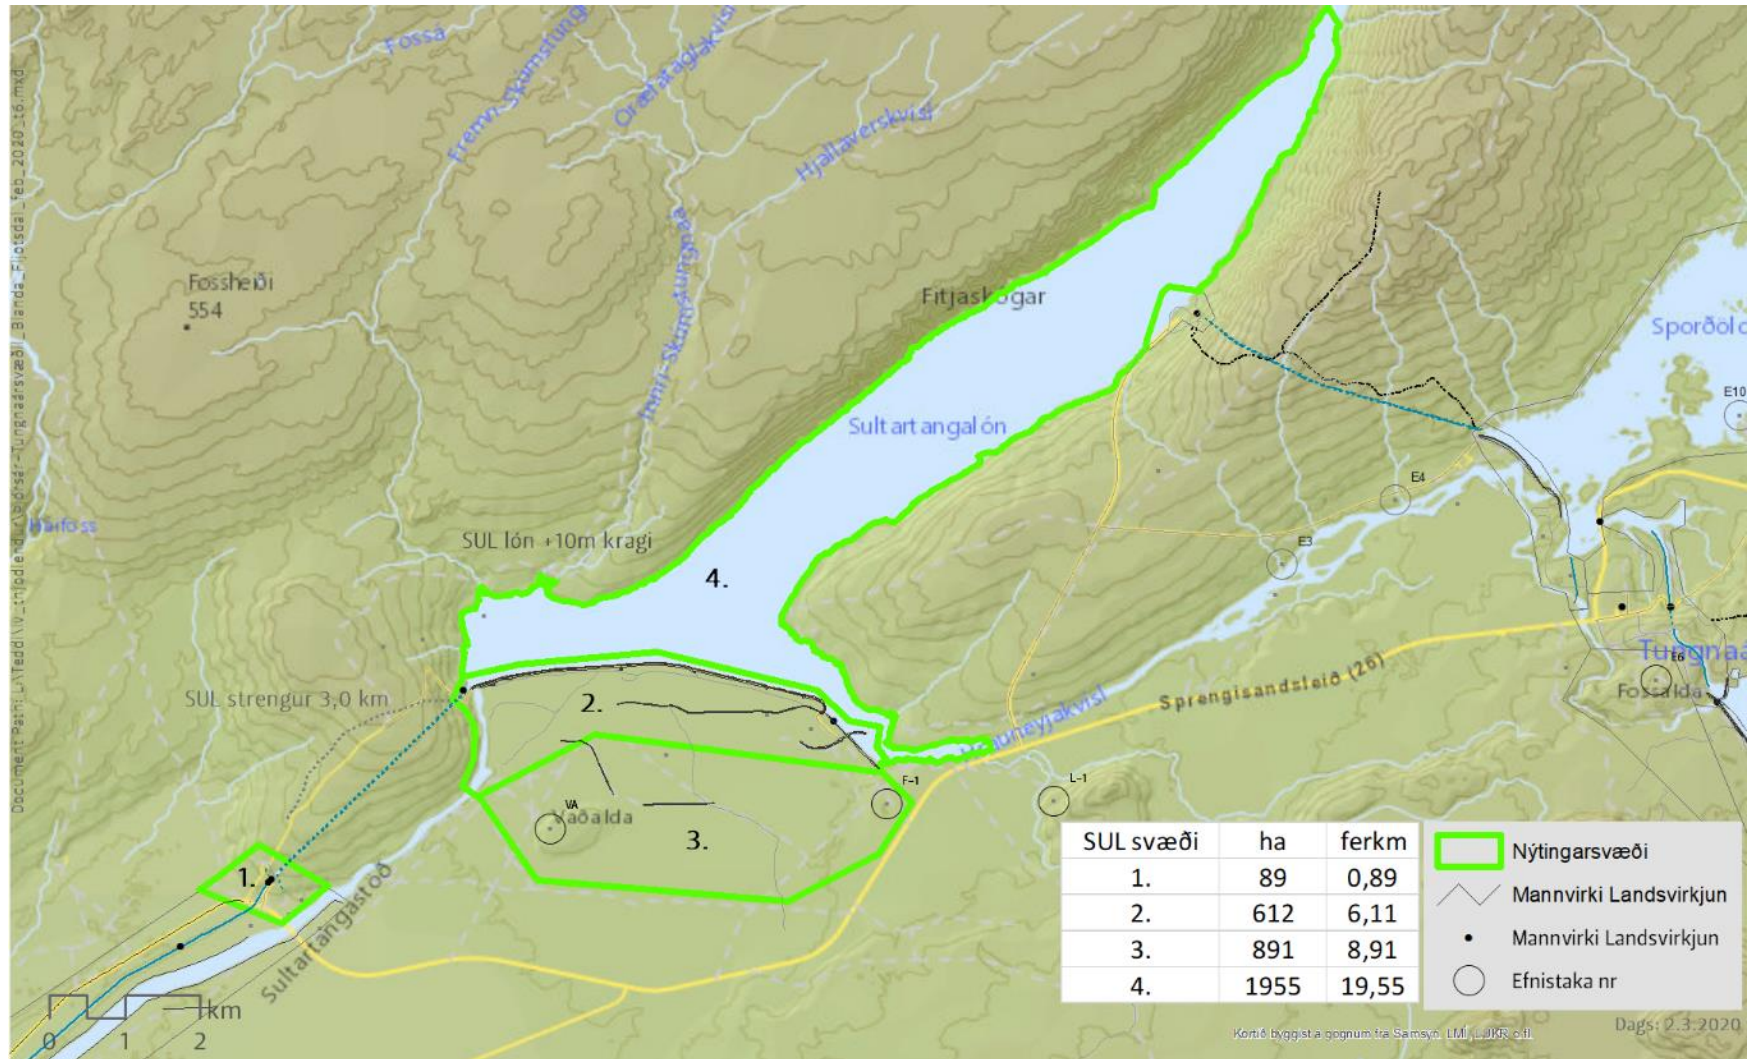 Fossá
Fremri-Skúmstungn
Öræfatagjakvísl
Hjallaverskvísl
Innri-Skúmstungnaá
Fossheiði
554
Fitjaskógar
Sultartangalón
Sporðöld
E10
E4
E3
Háifoss
SUL lón +10m kragi
4.
SUL strengur 3,0 km
2.
Sprengisandsleið (26)
Tungnaá
E6
Fossalda
F-1
L-1
VA
Vaðalda
3.
1.
Sultartangastöð
SUL svæði ha ferkm
1. 89 0,89
2. 612 6,11
3. 891 8,91
4. 1955 19,55
Nýtingarsvæði
Mannvirki Landsvirkjun
Mannvirki Landsvirkjun
Efnistaka nr
km
0 1 2
Kortið byggist á gögnum frá Samsýn, LMÍ, LUKR o.fl.
Dags: 2.3.2020